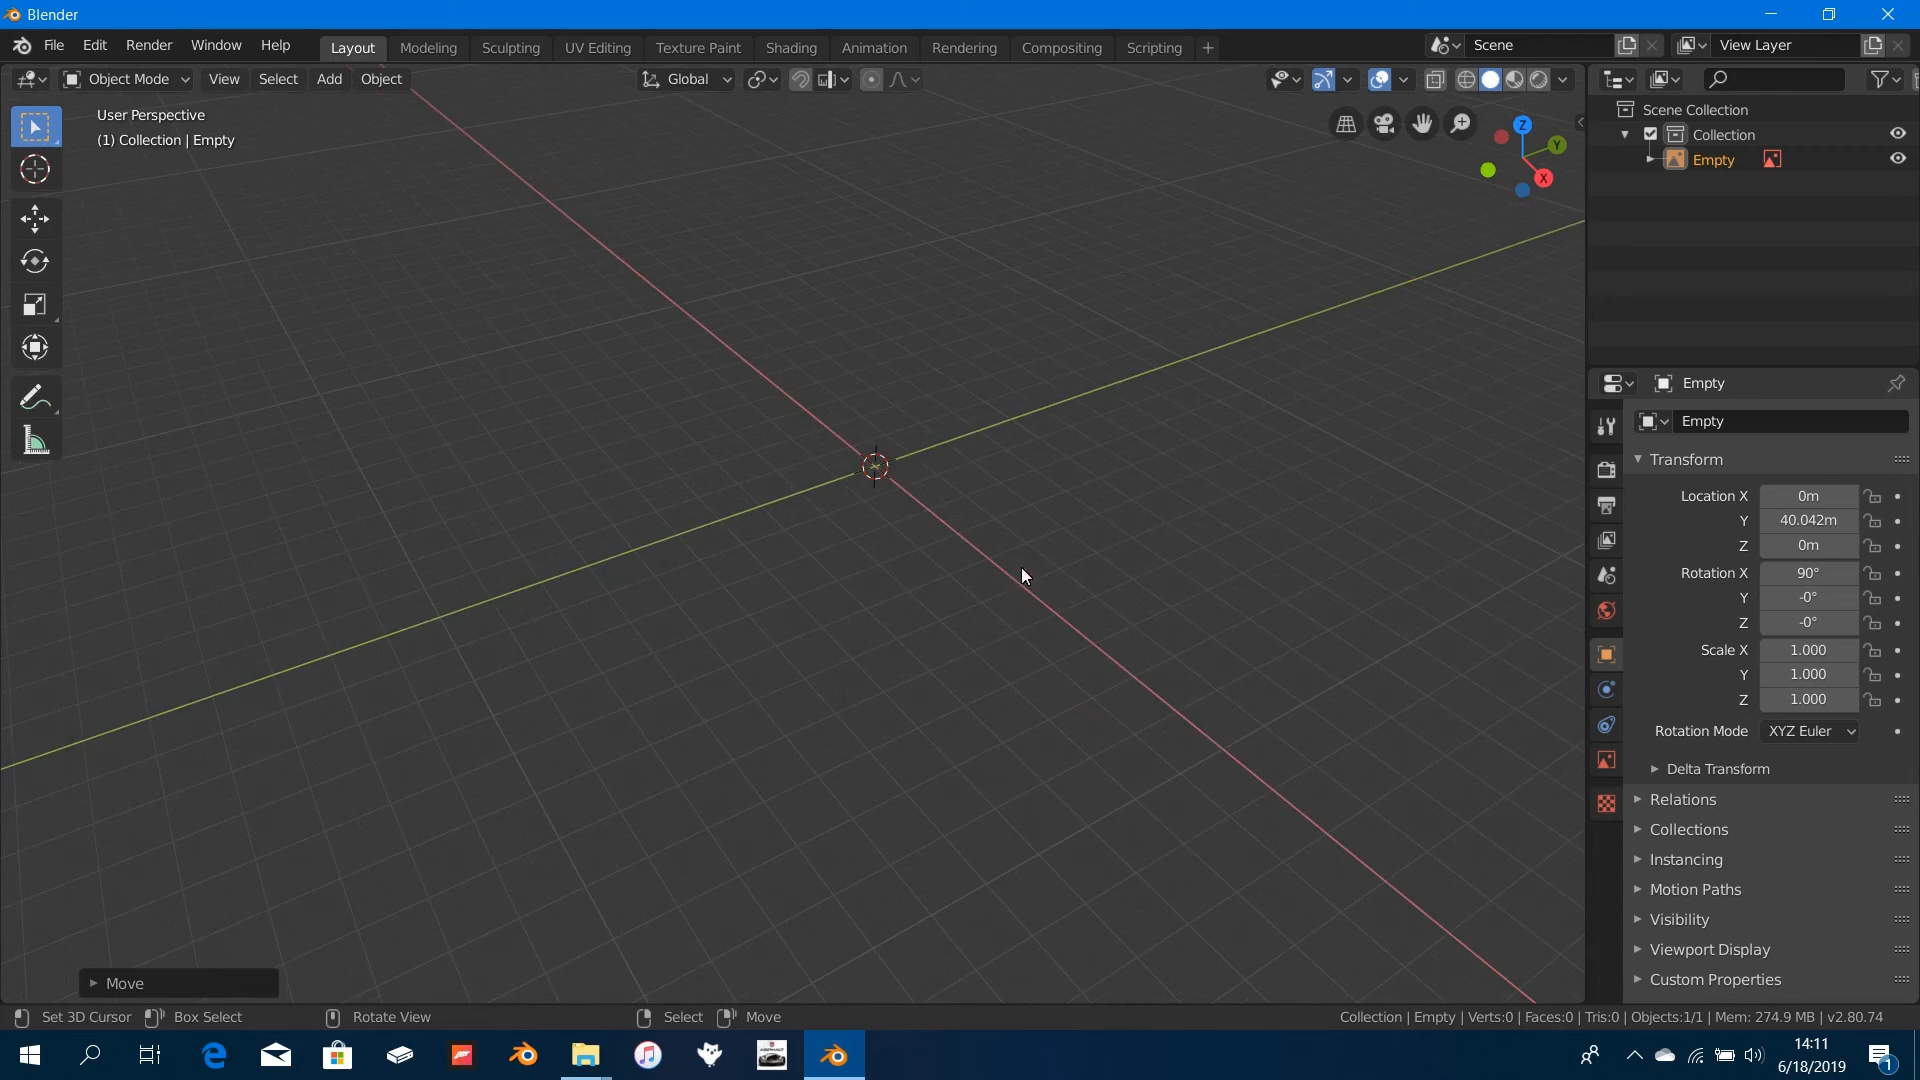 Blender
File Edit Render Window Help Layout Modeling Sculpting UV Editing Texture Paint Shading Animation Rendering Compositing Scripting + Scene View Layer
Object Mode View Select Add Object Global
User Perspective
(1) Collection | Empty
Z
Y
X
Scene Collection
Collection
Empty
Empty
Empty
Transform
Location X 0m
Y 40.042m
Z 0m
Rotation X 90°
Y -0°
Z -0°
Scale X 1.000
Y 1.000
Z 1.000
Rotation Mode XYZ Euler
Delta Transform
Relations
Collections
Instancing
Motion Paths
Visibility
Viewport Display
Custom Properties
Move
Set 3D Cursor Box Select Rotate View Select Move Collection | Empty | Verts:0 | Faces:0 | Tris:0 | Objects:1/1 | Mem: 274.9 MB | v2.80.74
14:11
6/18/2019
1